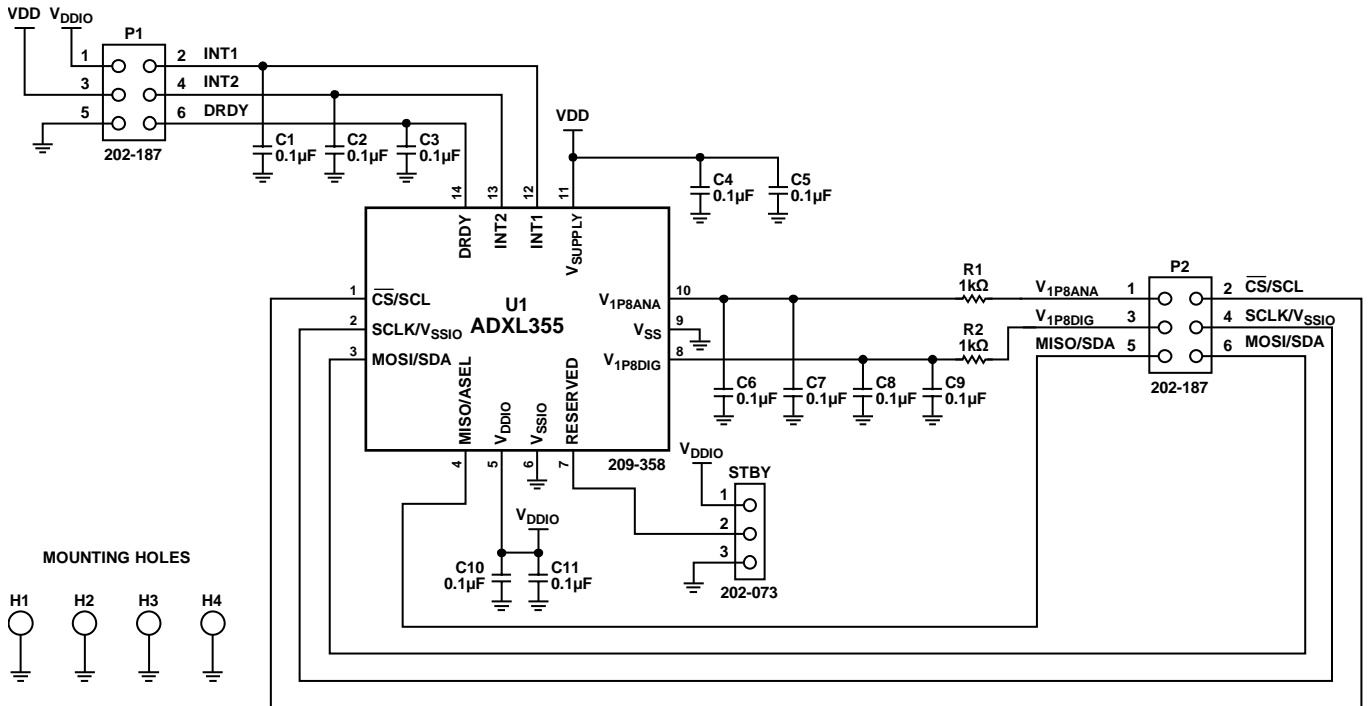 VDD VDDIO
P1
1 2 INT1
3 4 INT2
5 6 DRDY
202-187
C1
0.1µF
C2
0.1µF
C3
0.1µF
VDD
C4
0.1µF
C5
0.1µF
14 13 12 11
DRDY INT2 INT1 VSUPPLY
1 CS/SCL
2 SCLK/VSSIO
3 MOSI/SDA
U1
ADXL355
VIP8ANA 10
VSS 9
V1P8DIG 8
MISO/ASEL VDDIO VSSIO RESERVED
4 5 6 7
209-358
R1
1kΩ
R2
1kΩ
C6
0.1µF
C7
0.1µF
C8
0.1µF
C9
0.1µF
P2
V1P8ANA 1 2 CS/SCL
V1P8DIG 3 4 SCLK/VSSIO
MISO/SDA 5 6 MOSI/SDA
202-187
VDDIO
STBY
1
2
3
202-073
VDDIO
C10
0.1µF
C11
0.1µF
MOUNTING HOLES
H1 H2 H3 H4